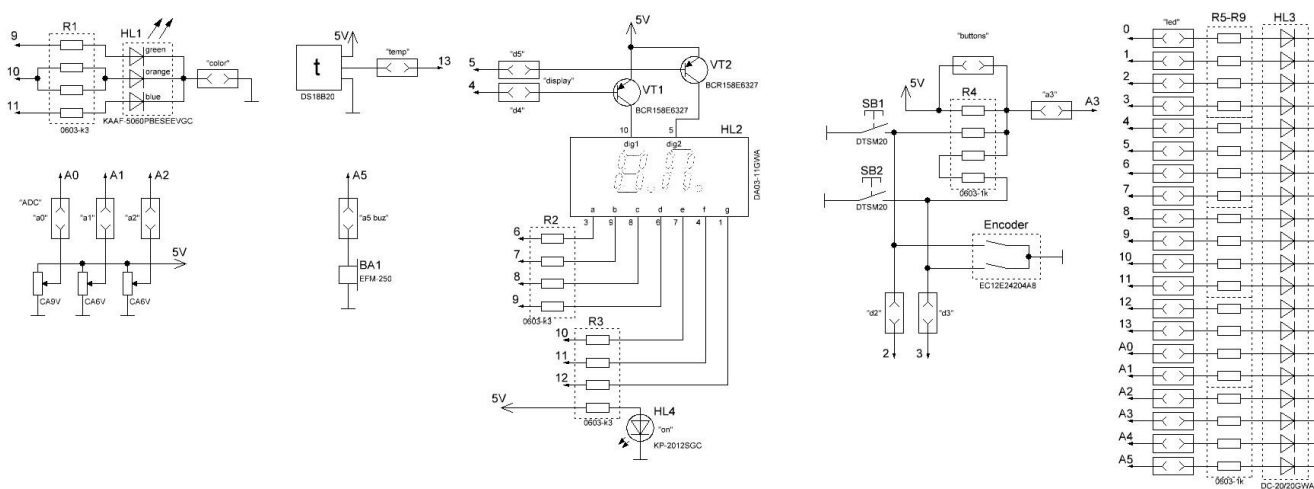 R1
9
10
11
HL1
green
orange
blue
"color"
0603-k3
KAAF-5060PBESEEVGC
5V
t
DS18B20
"temp"
13
5V
"d5"
5
"display"
4
"d4"
VT2
BCR158E6327
VT1
BCR158E6327
10
5
HL2
dig1
dig2
DA03-11GWA
a b c d e f g
3 9 8 6 7 4 1
R2
6
7
8
9
0603-k3
R3
10
11
12
5V
0603-k3
HL4
"on"
KP-2012SGC
A0
A1
A2
"ADC"
"a0"
"a1"
"a2"
5V
CA9V
CA6V
CA6V
A5
"a5 buz"
BA1
EFM-250
"buttons"
5V
R4
"a3"
A3
SB1
DTSM20
SB2
DTSM20
0603-1k
Encoder
EC12E24204A8
"d2"
"d3"
2
3
"led"
R5-R9
HL3
0
1
2
3
4
5
6
7
8
9
10
11
12
13
A0
A1
A2
A3
A4
A5
0603-1k
DC-20/20GWA